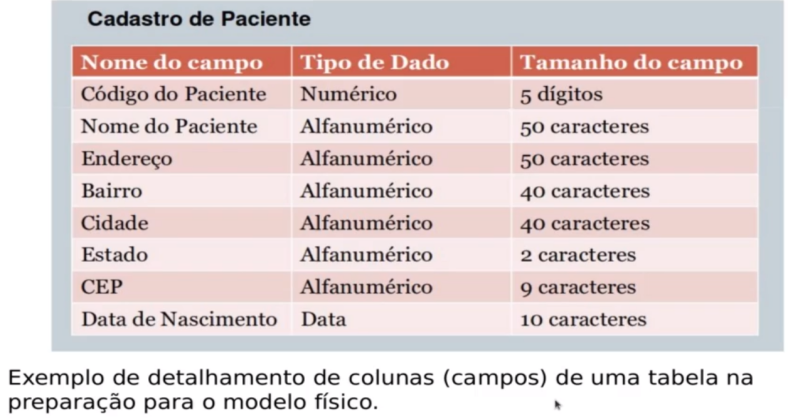 Cadastro de Paciente
Nome do campo Tipo de Dado Tamanho do campo
Código do Paciente Numérico 5 dígitos
Nome do Paciente Alfanumérico 50 caracteres
Endereço Alfanumérico 50 caracteres
Bairro Alfanumérico 40 caracteres
Cidade Alfanumérico 40 caracteres
Estado Alfanumérico 2 caracteres
CEP Alfanumérico 9 caracteres
Data de Nascimento Data 10 caracteres
Exemplo de detalhamento de colunas (campos) de uma tabela na
preparação para o modelo físico.